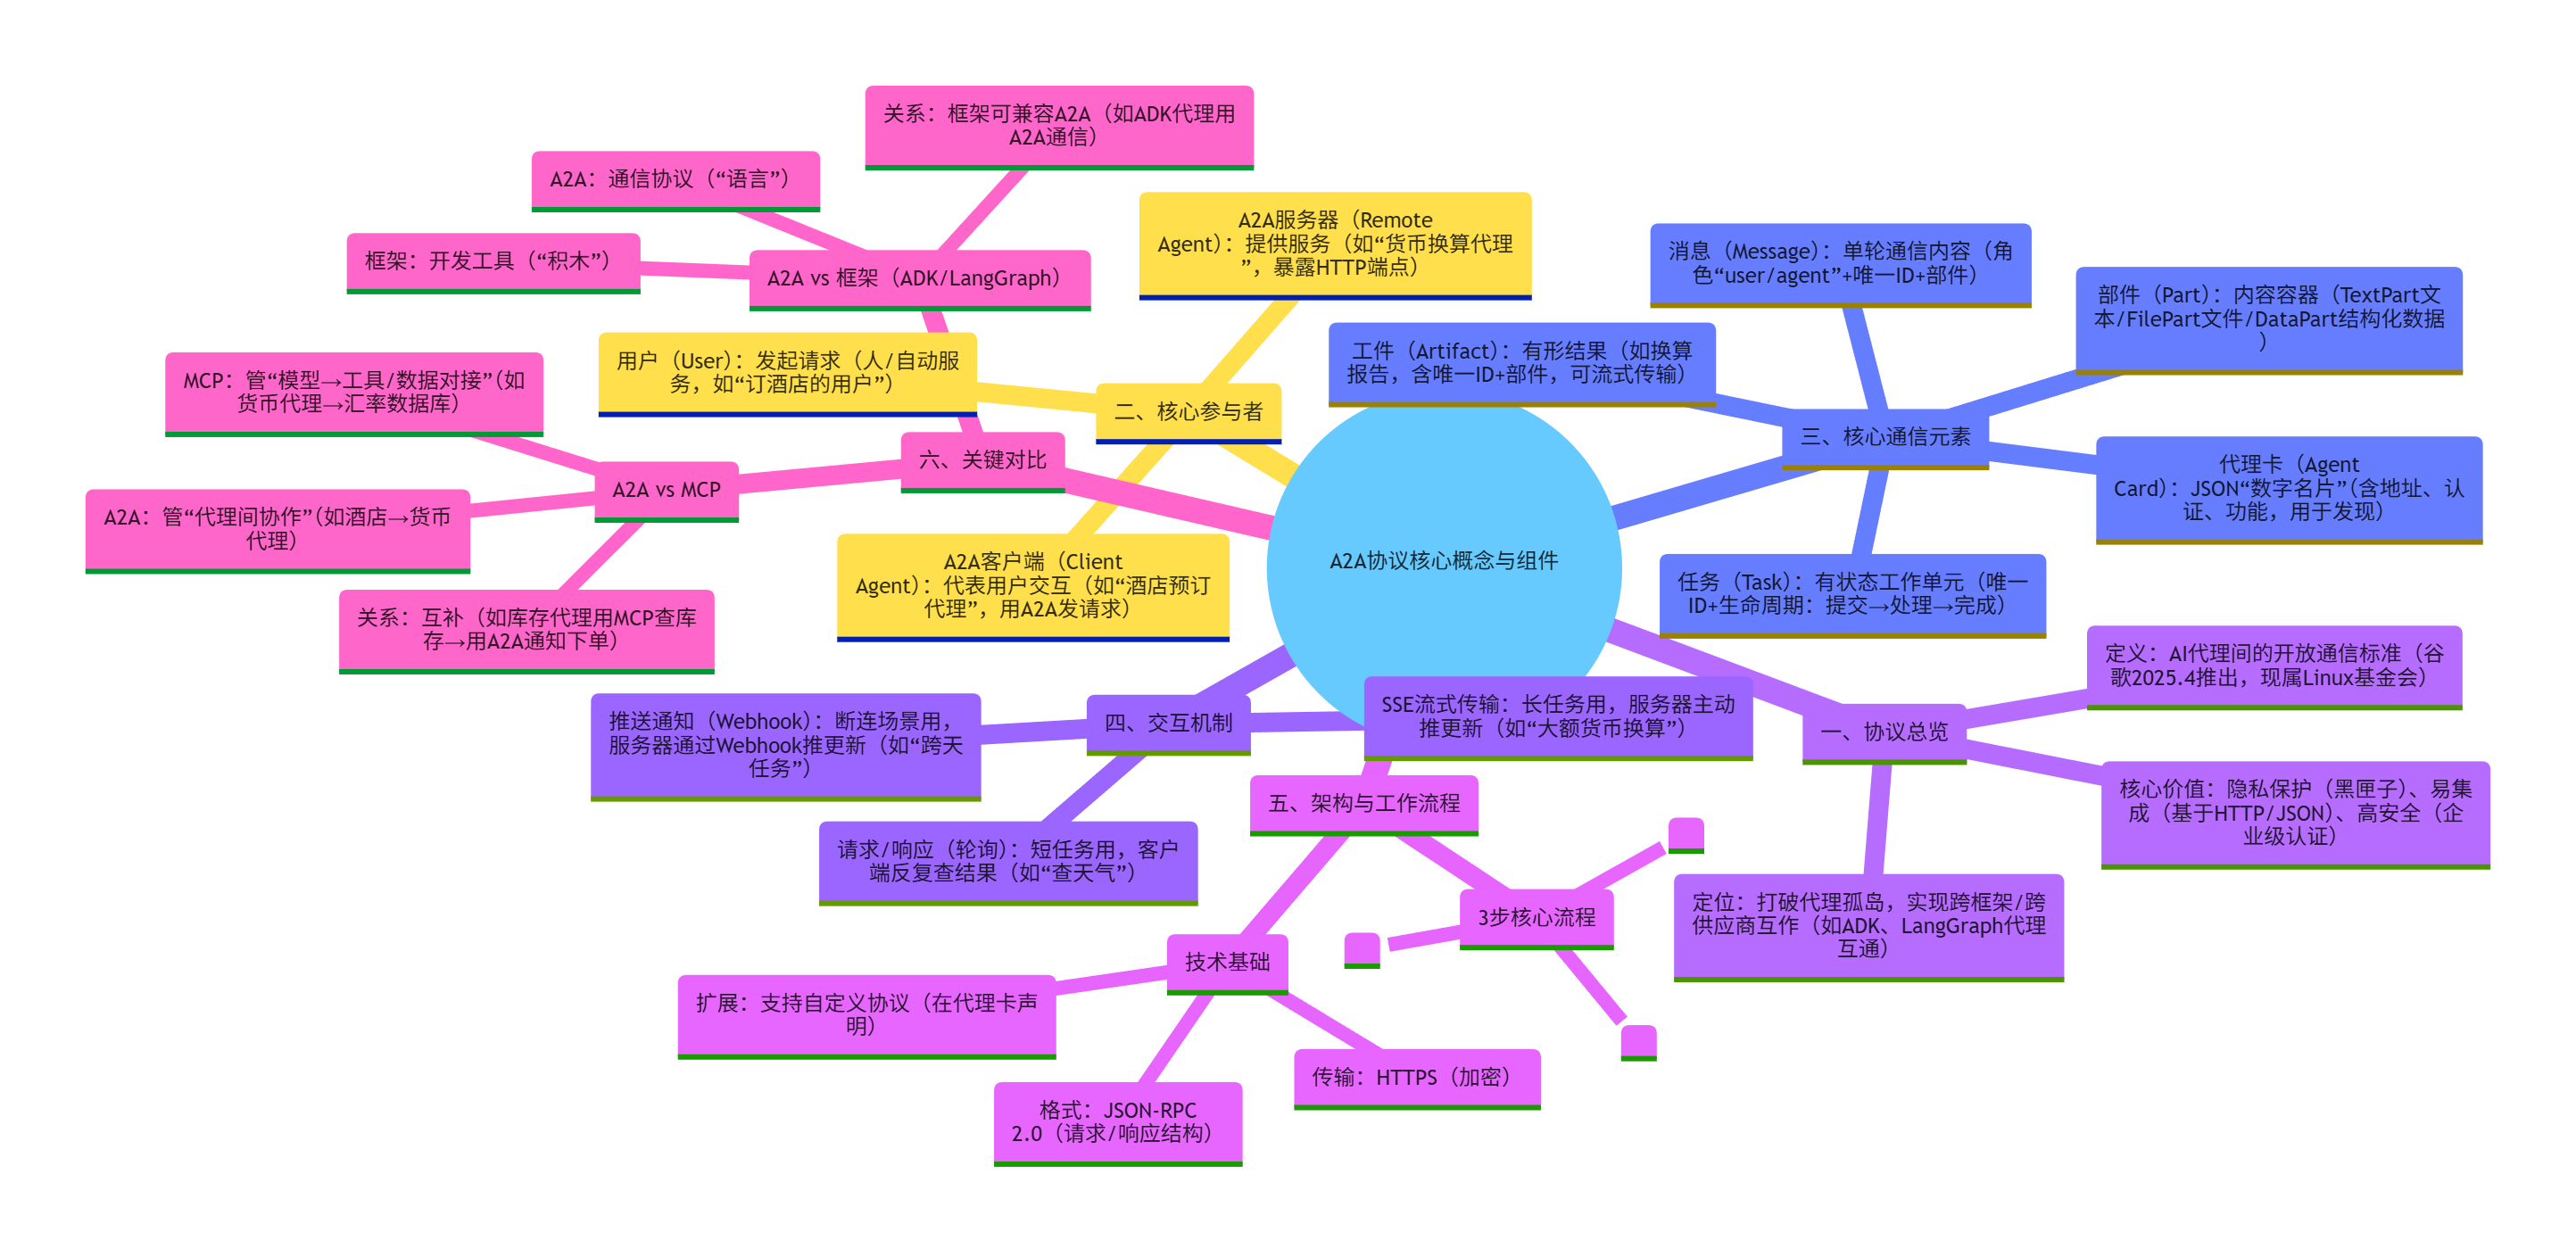 A2A协议核心概念与组件
一、协议总览
定义：AI代理间的开放通信标准（谷
歌2025.4推出，现属Linux基金会）
核心价值：隐私保护（黑匣子）、易集
成（基于HTTP/JSON）、高安全（企
业级认证）
定位：打破代理孤岛，实现跨框架/跨
供应商互作（如ADK、LangGraph代理
互通）
二、核心参与者
用户（User）：发起请求（人/自动服
务，如“订酒店的用户”）
A2A客户端（Client
Agent）：代表用户交互（如“酒店预订
代理”，用A2A发请求）
A2A服务器（Remote
Agent）：提供服务（如“货币换算代理
”，暴露HTTP端点）
三、核心通信元素
代理卡（Agent
Card）：JSON“数字名片”（含地址、认
证、功能，用于发现）
任务（Task）：有状态工作单元（唯一
ID+生命周期：提交→处理→完成）
消息（Message）：单轮通信内容（角
色“user/agent”+唯一ID+部件）
部件（Part）：内容容器（TextPart文
本/FilePart文件/DataPart结构化数据
）
工件（Artifact）：有形结果（如换算
报告，含唯一ID+部件，可流式传输）
四、交互机制
请求/响应（轮询）：短任务用，客户
端反复查结果（如“查天气”）
SSE流式传输：长任务用，服务器主动
推更新（如“大额货币换算”）
推送通知（Webhook）：断连场景用，
服务器通过Webhook推更新（如“跨天
任务”）
五、架构与工作流程
3步核心流程
技术基础
传输：HTTPS（加密）
格式：JSON-RPC
2.0（请求/响应结构）
扩展：支持自定义协议（在代理卡声
明）
六、关键对比
A2A vs MCP
A2A：管“代理间协作”（如酒店→货币
代理）
MCP：管“模型→工具/数据对接”（如
货币代理→汇率数据库）
关系：互补（如库存代理用MCP查库
存→用A2A通知下单）
A2A vs 框架（ADK/LangGraph）
框架：开发工具（“积木”）
A2A：通信协议（“语言”）
关系：框架可兼容A2A（如ADK代理用
A2A通信）